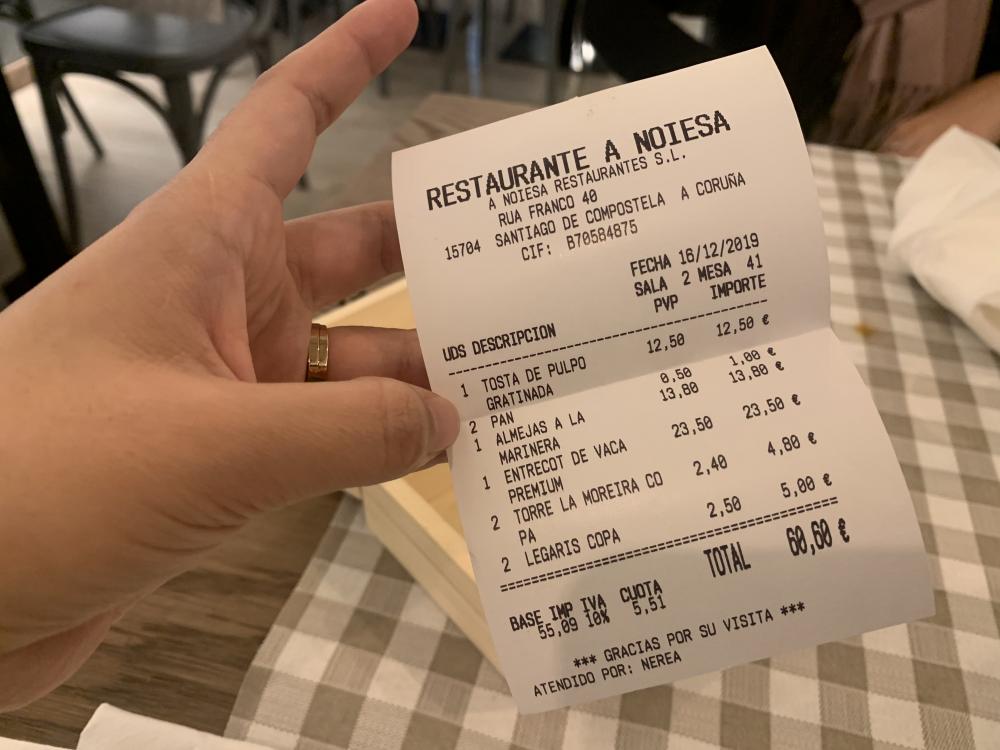 RESTAURANTE A NOIESA
A NOIESA RESTAURANTES S.L.
RUA FRANCO 40
15704 SANTIAGO DE COMPOSTELA A CORUÑA
CIF: B70584875
FECHA 16/12/2019
SALA 2 MESA 41
UDS DESCRIPCION PVP IMPORTE
1 TOSTA DE PULPO 12,50 12,50 €
GRATINADA
2 PAN 0,50 1,00 €
1 ALMEJAS A LA 13,80 13,80 €
MARINERA
1 ENTRECOT DE VACA 23,50 23,50 €
PREMIUM
2 TORRE LA MOREIRA CO 2,40 4,80 €
PA
2 LEGARIS COPA 2,50 5,00 €
TOTAL 60,60 €
BASE IMP IVA CUOTA
55,09 10% 5,51
*** GRACIAS POR SU VISITA ***
ATENDIDO POR: NEREA